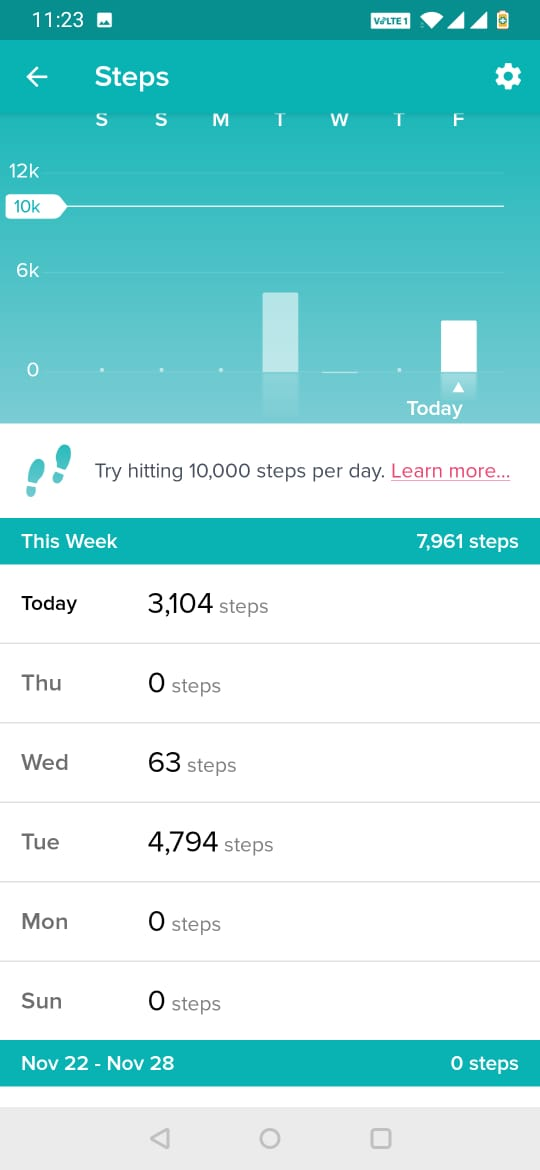 11:23
VoLTE 1
Steps
S S M T W T F
12k
10k
6k
0
Today
Try hitting 10,000 steps per day. Learn more...
This Week 7,961 steps
Today 3,104 steps
Thu 0 steps
Wed 63 steps
Tue 4,794 steps
Mon 0 steps
Sun 0 steps
Nov 22 - Nov 28 0 steps